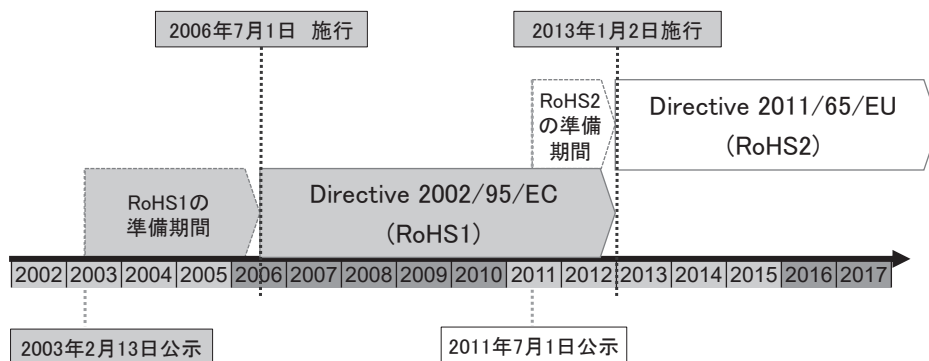 2006年7月1日 施行
2013年1月2日施行
RoHS2
の準備
期間
Directive 2011/65/EU
(RoHS2)
RoHS1の
準備期間
Directive 2002/95/EC
(RoHS1)
2002 2003 2004 2005 2006 2007 2008 2009 2010 2011 2012 2013 2014 2015 2016 2017
2003年2月13日公示
2011年7月1日公示